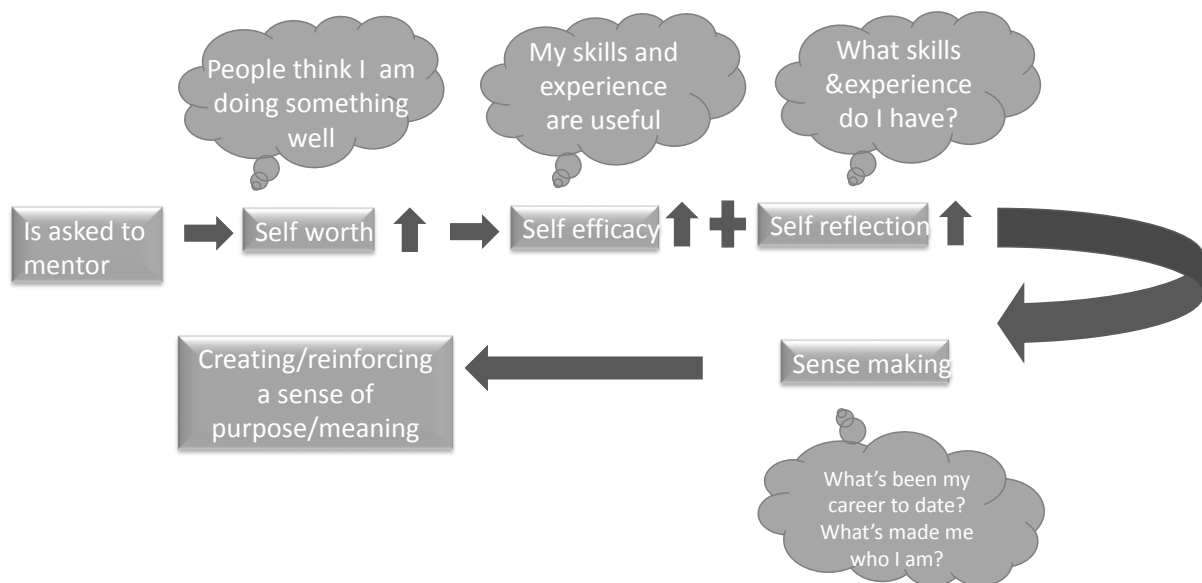 People think I am
doing something
well
My skills and
experience
are useful
What skills
&experience
do I have?
Is asked to
mentor
Self worth
Self efficacy
Self reflection
Creating/reinforcing
a sense of
purpose/meaning
Sense making
What's been my
career to date?
What's made me
who I am?